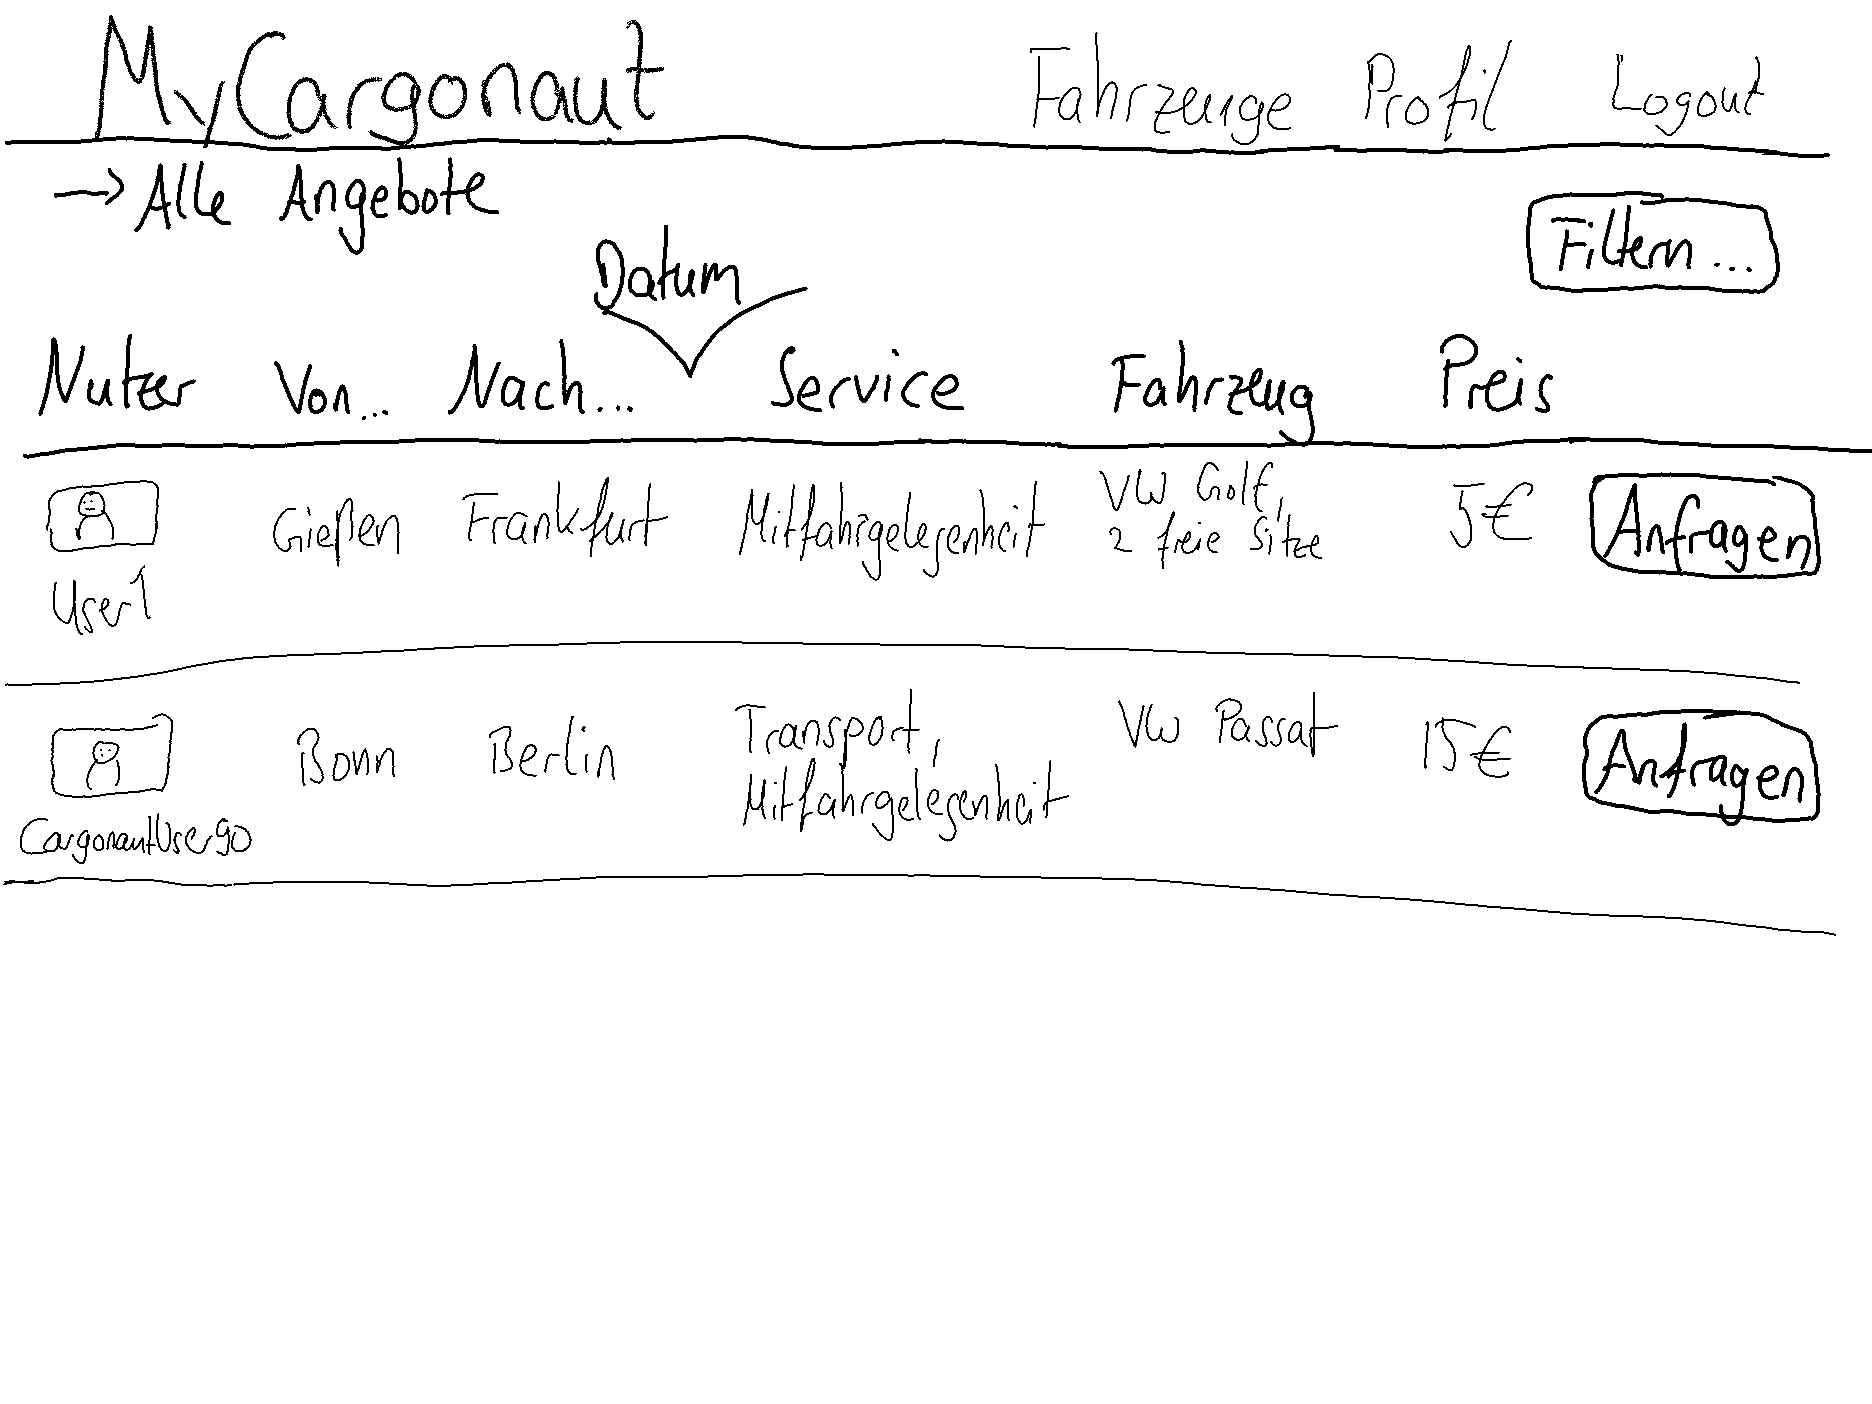 MyCargonaut Fahrzeuge Profil Logout
→ Alle Angebote
Filtern...
Datum
Nutzer Von... Nach... Service Fahrzeug Preis
Gießen Frankfurt Mitfahrgelegenheit VW Golf, 2 freie Sitze 5€ Anfragen
User1
Bonn Berlin Transport, Mitfahrgelegenheit VW Passat 15€ Anfragen
CargonautUser90